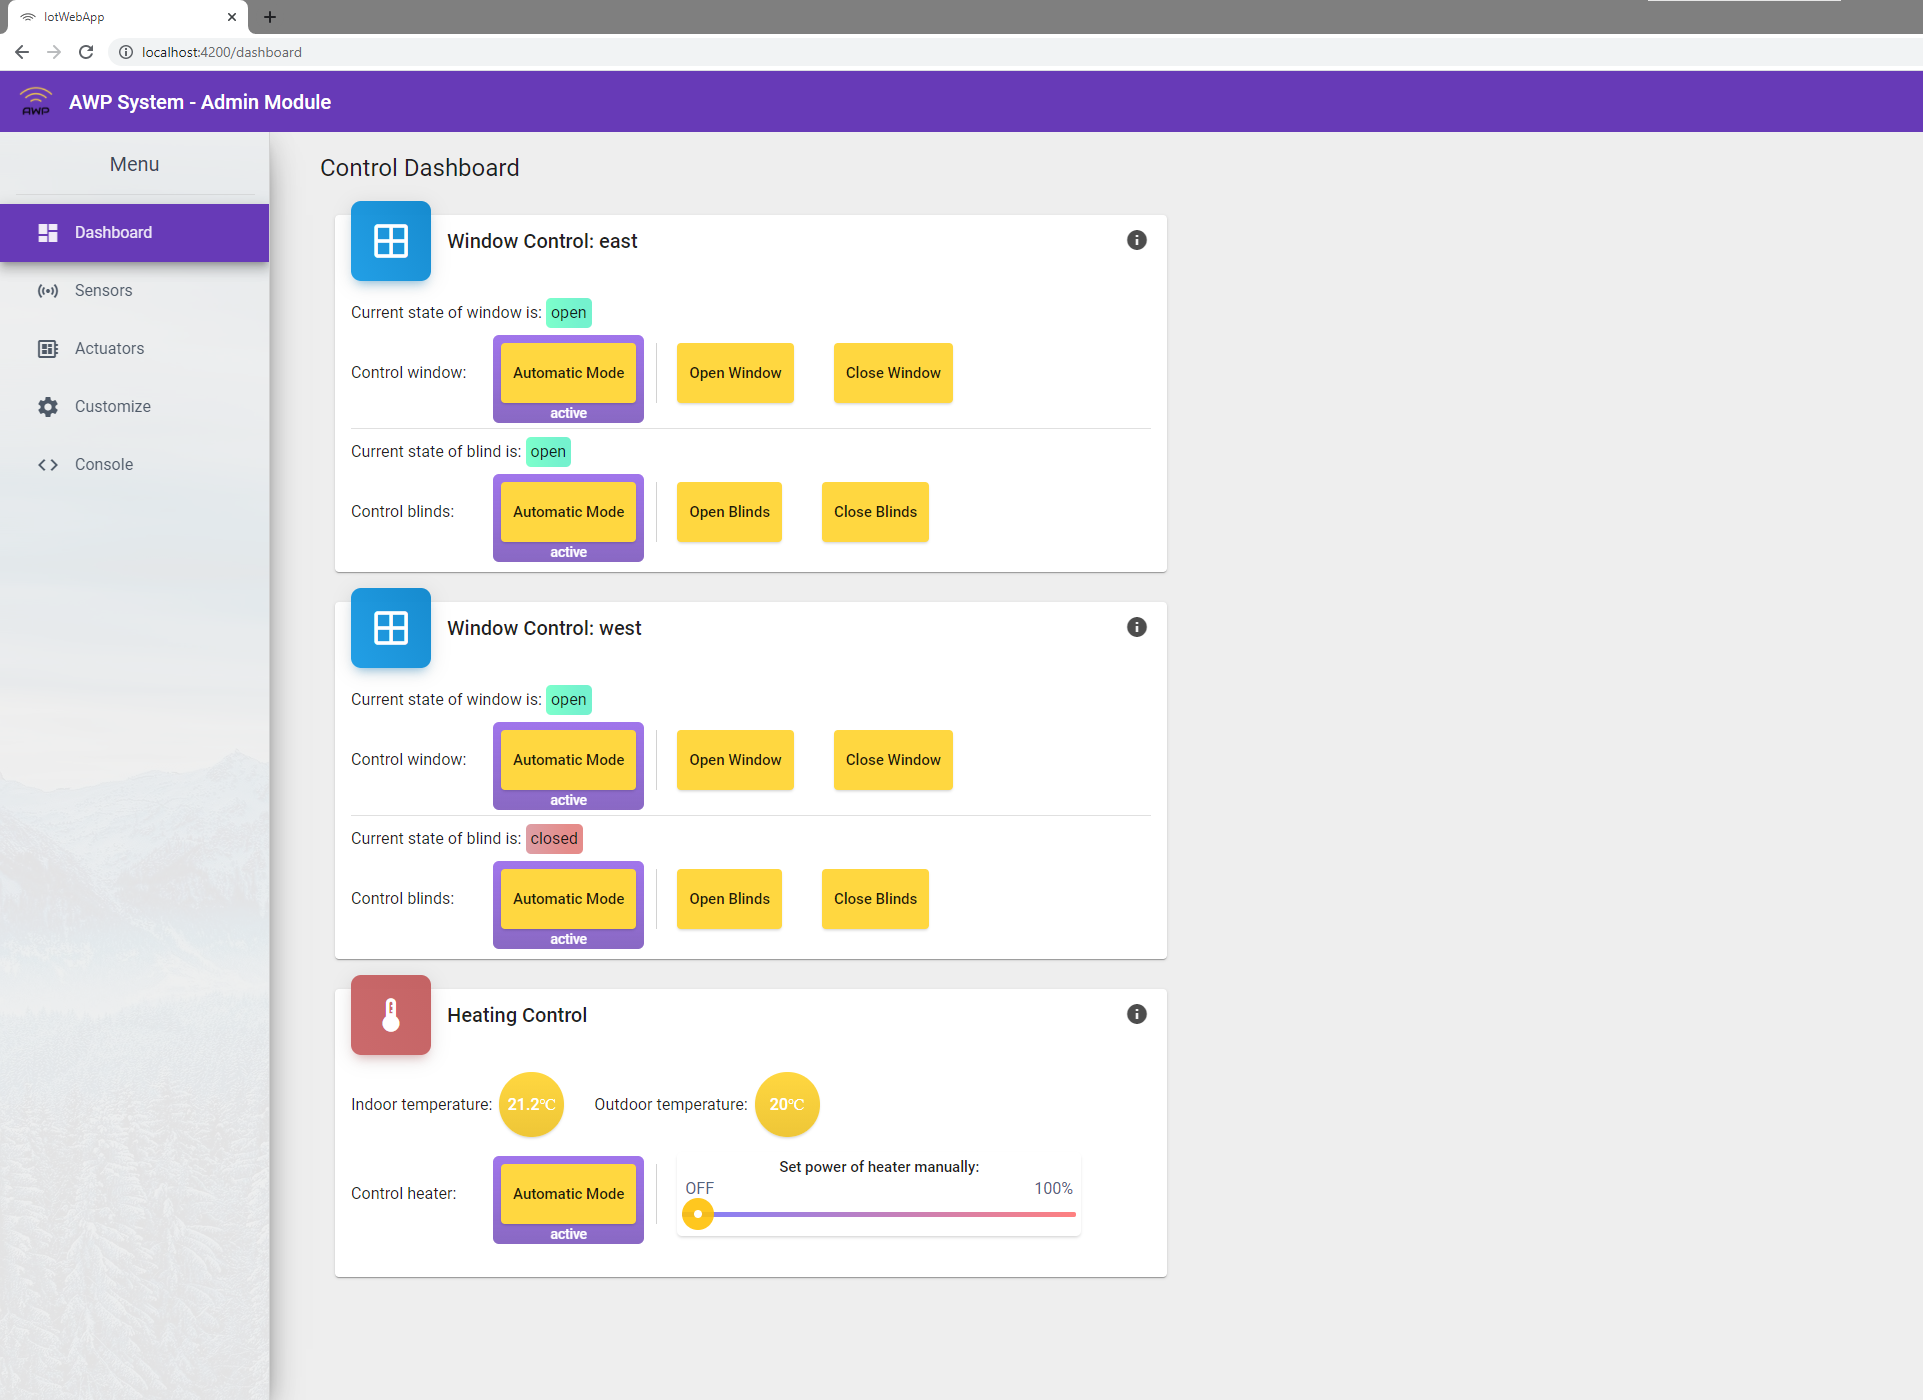 IotWebApp
localhost:4200/dashboard
AWP
AWP System - Admin Module
Menu
Dashboard
Sensors
Actuators
Customize
Console
Control Dashboard
Window Control: east
Current state of window is: open
Control window: Automatic Mode Open Window Close Window
active
Current state of blind is: open
Control blinds: Automatic Mode Open Blinds Close Blinds
active
Window Control: west
Current state of window is: open
Control window: Automatic Mode Open Window Close Window
active
Current state of blind is: closed
Control blinds: Automatic Mode Open Blinds Close Blinds
active
Heating Control
Indoor temperature: 21.2°C Outdoor temperature: 20°C
Set power of heater manually:
OFF 100%
Control heater: Automatic Mode
active